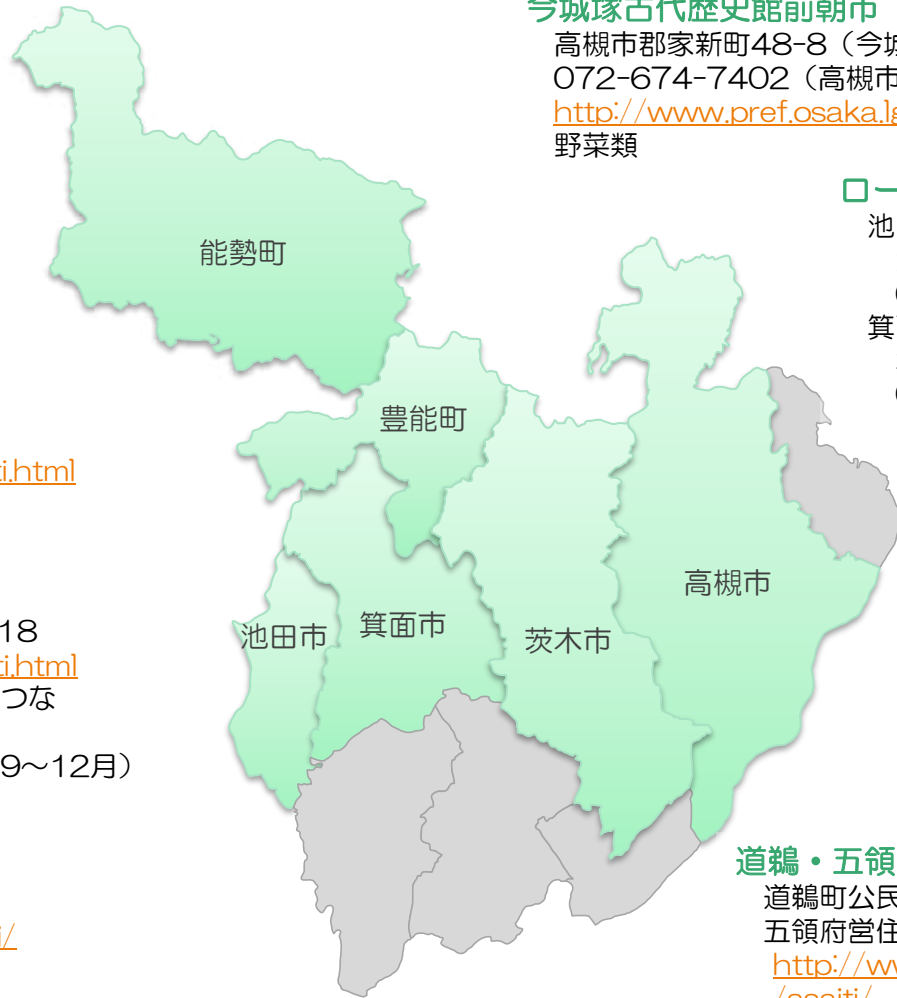 今城塚古代歴史館前朝市
高槻市郡家新町48-8（今城
072-674-7402（高槻市
http://www.pref.osaka.lg
野菜類
ロー
池
箕
能勢町
豊能町
高槻市
池田市
箕面市
茨木市
i.html
18
ti.html
つな
9～12月）
i/
道鵜・五領
道鵜町公民
五領府営住
http://ww
/asaiti/